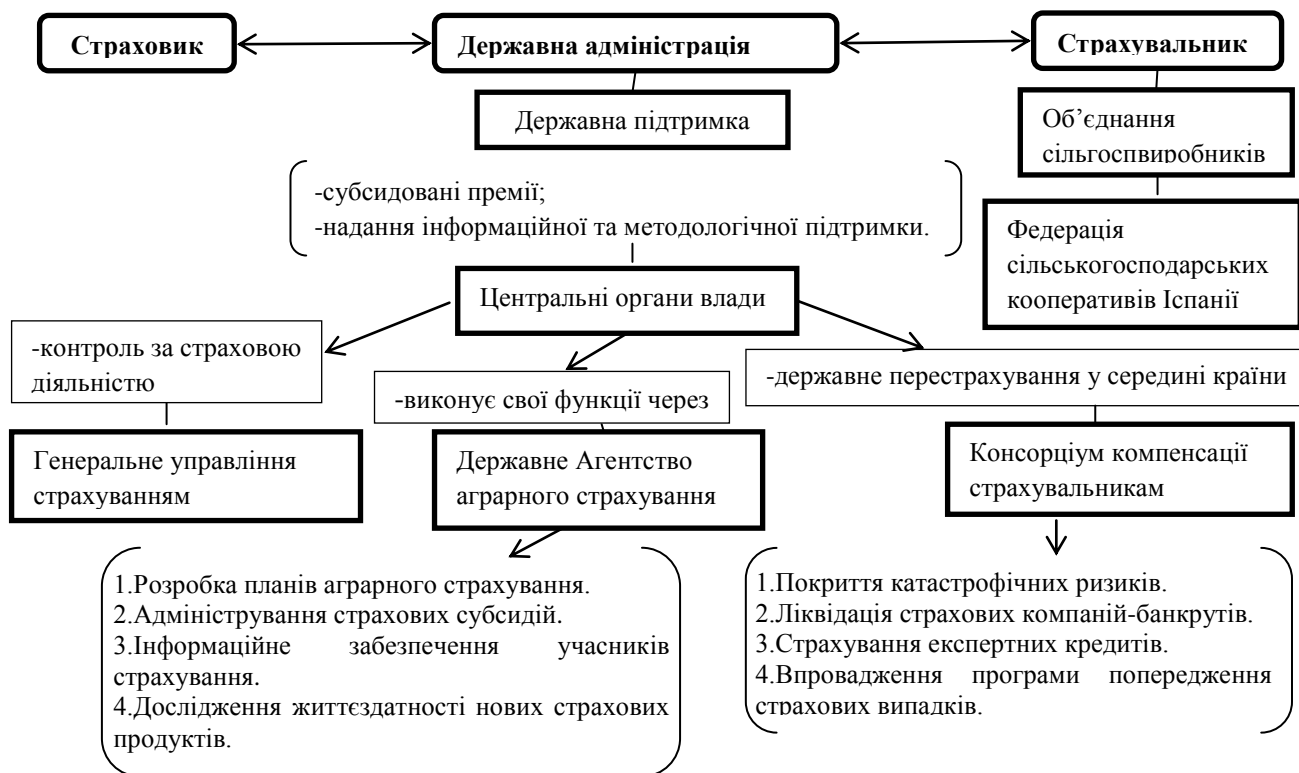 Страховик
Державна адміністрація
Страхувальник
Державна підтримка
Об’єднання
сільгоспвиробників
-субсидовані премії;
-надання інформаційної та методологічної підтримки.
Федерація
сільськогосподарських
кооперативів Іспанії
Центральні органи влади
-контроль за страховою
діяльністю
-виконує свої функції через
-державне перестрахування у середині країни
Генеральне управління
страхуванням
Державне Агентство
аграрного страхування
Консорціум компенсації
страхувальникам
1.Розробка планів аграрного страхування.
2.Адміністрування страхових субсидій.
3.Інформаційне забезпечення учасників
страхування.
4.Дослідження життєздатності нових страхових
продуктів.
1.Покриття катастрофічних ризиків.
2.Ліквідація страхових компаній-банкрутів.
3.Страхування експертних кредитів.
4.Впровадження програми попередження
страхових випадків.